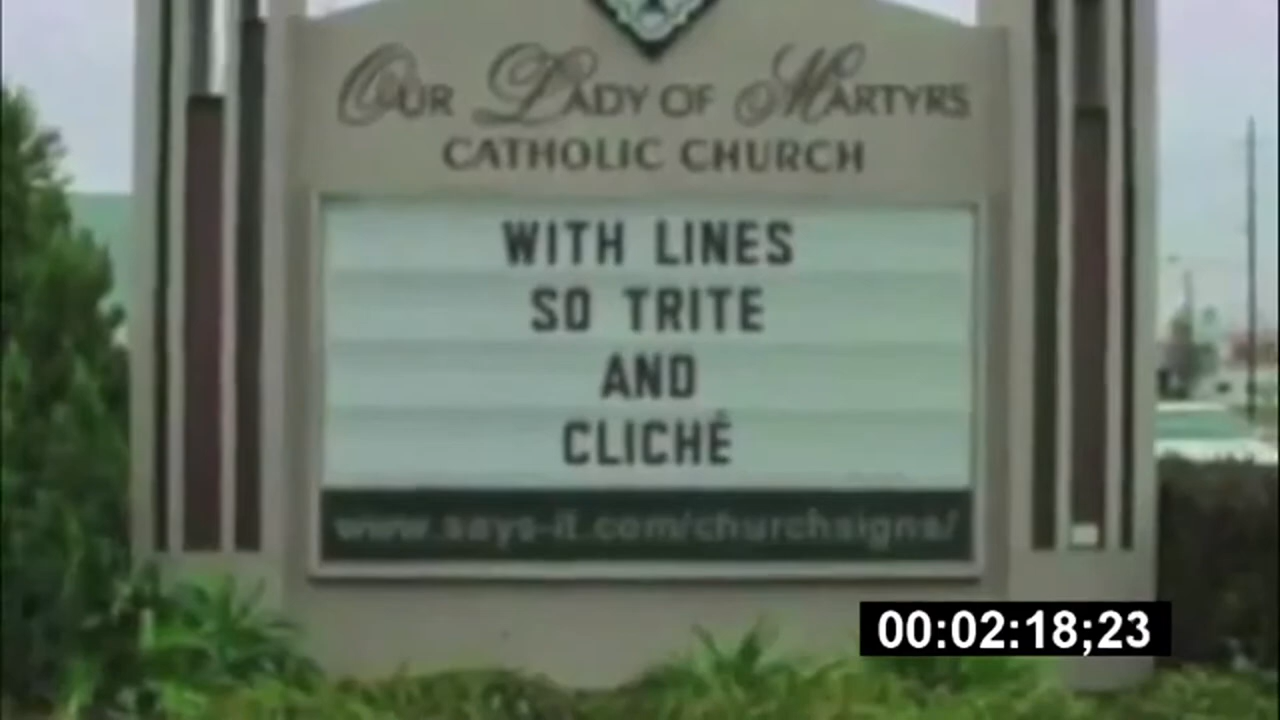 Our Lady of Martyrs
CATHOLIC CHURCH
WITH LINES
SO TRITE
AND
CLICHÉ
www.says-it.com/churchsigns/
00:02:18;23